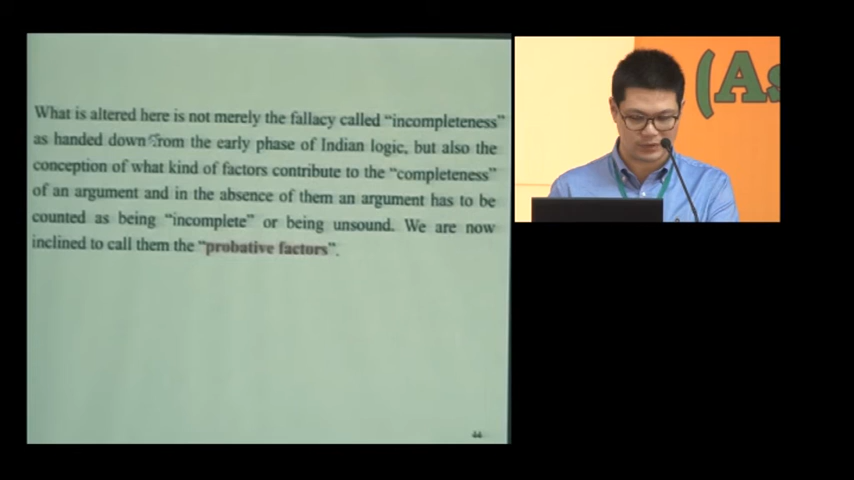 What is altered here is not merely the fallacy called “incompleteness”
as handed down from the early phase of Indian logic, but also the
conception of what kind of factors contribute to the “completeness”
of an argument and in the absence of them an argument has to be
counted as being “incomplete” or being unsound. We are now
inclined to call them the “probative factors”.
44
(As